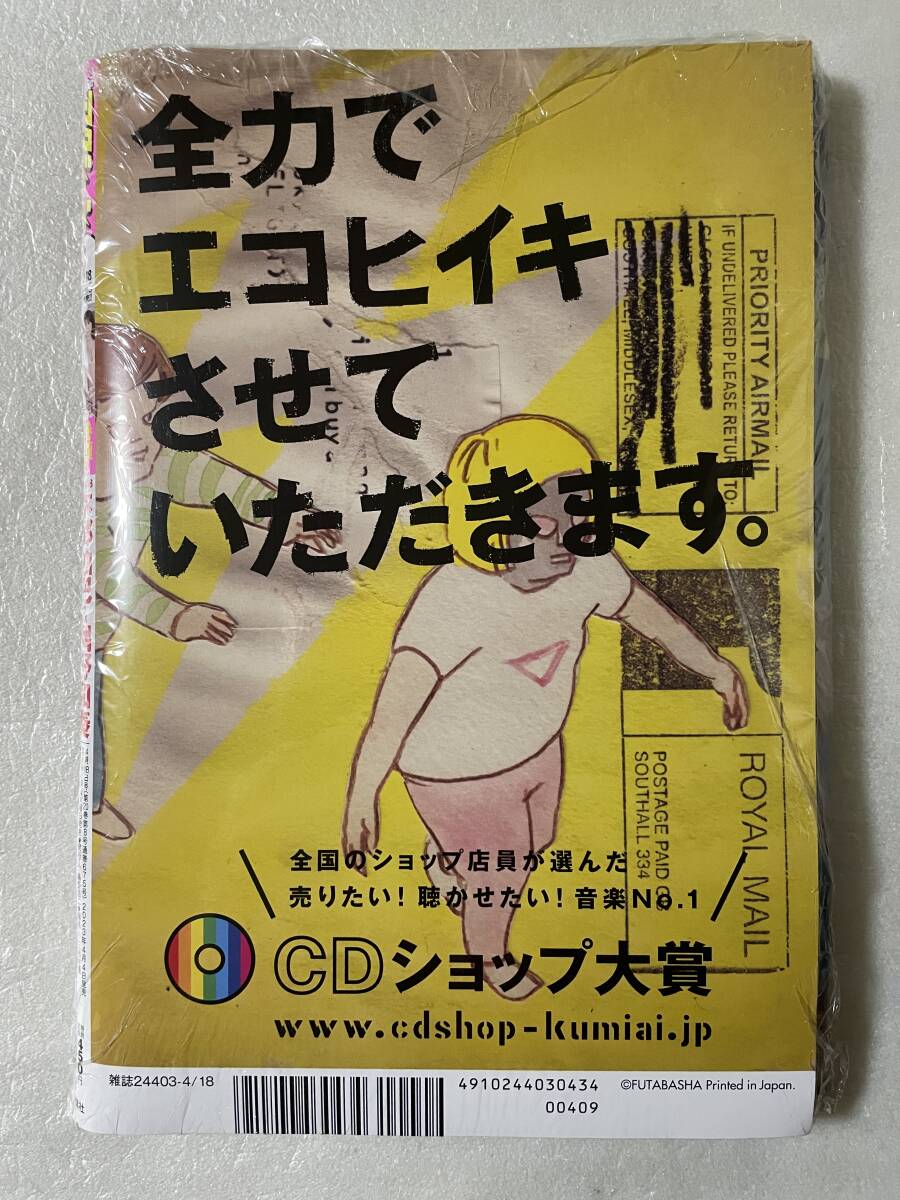 全力で
エコヒイキ
させて
いただきます。
PRIORITY AIRMAIL
IF UNDELIVERED PLEASE RETURN TO:
SOUTHALL, MIDDLESEX,
ibuya
ROYAL MAIL
POSTAGE PAID
SOUTHALL 334
全国のショップ店員が選んだ
売りたい!聴かせたい!音楽No.1
CDショップ大賞
www.cdshop-kumiai.jp
雑誌24403-4/18
4910244030434
00409
©FUTABASHA Printed in Japan.